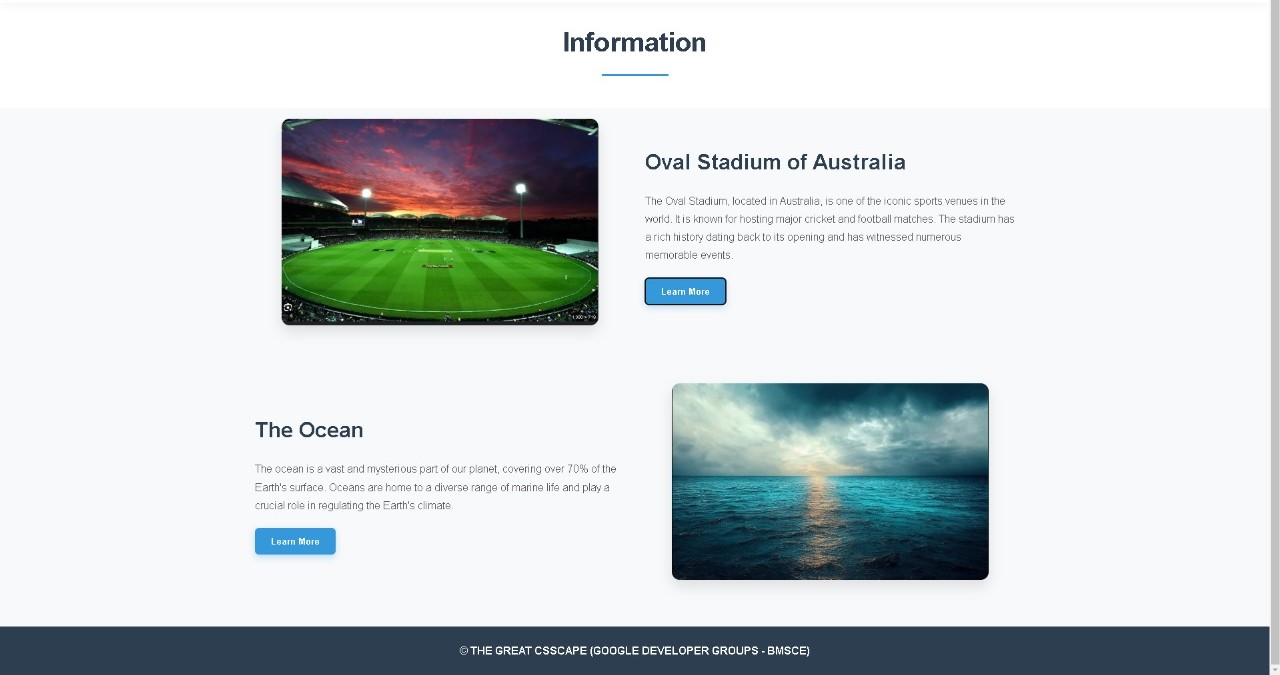 Information
Oval Stadium of Australia
The Oval Stadium, located in Australia, is one of the iconic sports venues in the
world. It is known for hosting major cricket and football matches. The stadium has
a rich history dating back to its opening and has witnessed numerous
memorable events.
Learn More
The Ocean
The ocean is a vast and mysterious part of our planet, covering over 70% of the
Earth's surface. Oceans are home to a diverse range of marine life and play a
crucial role in regulating the Earth's climate.
Learn More
© THE GREAT CSSCAPE (GOOGLE DEVELOPER GROUPS - BMSCE)